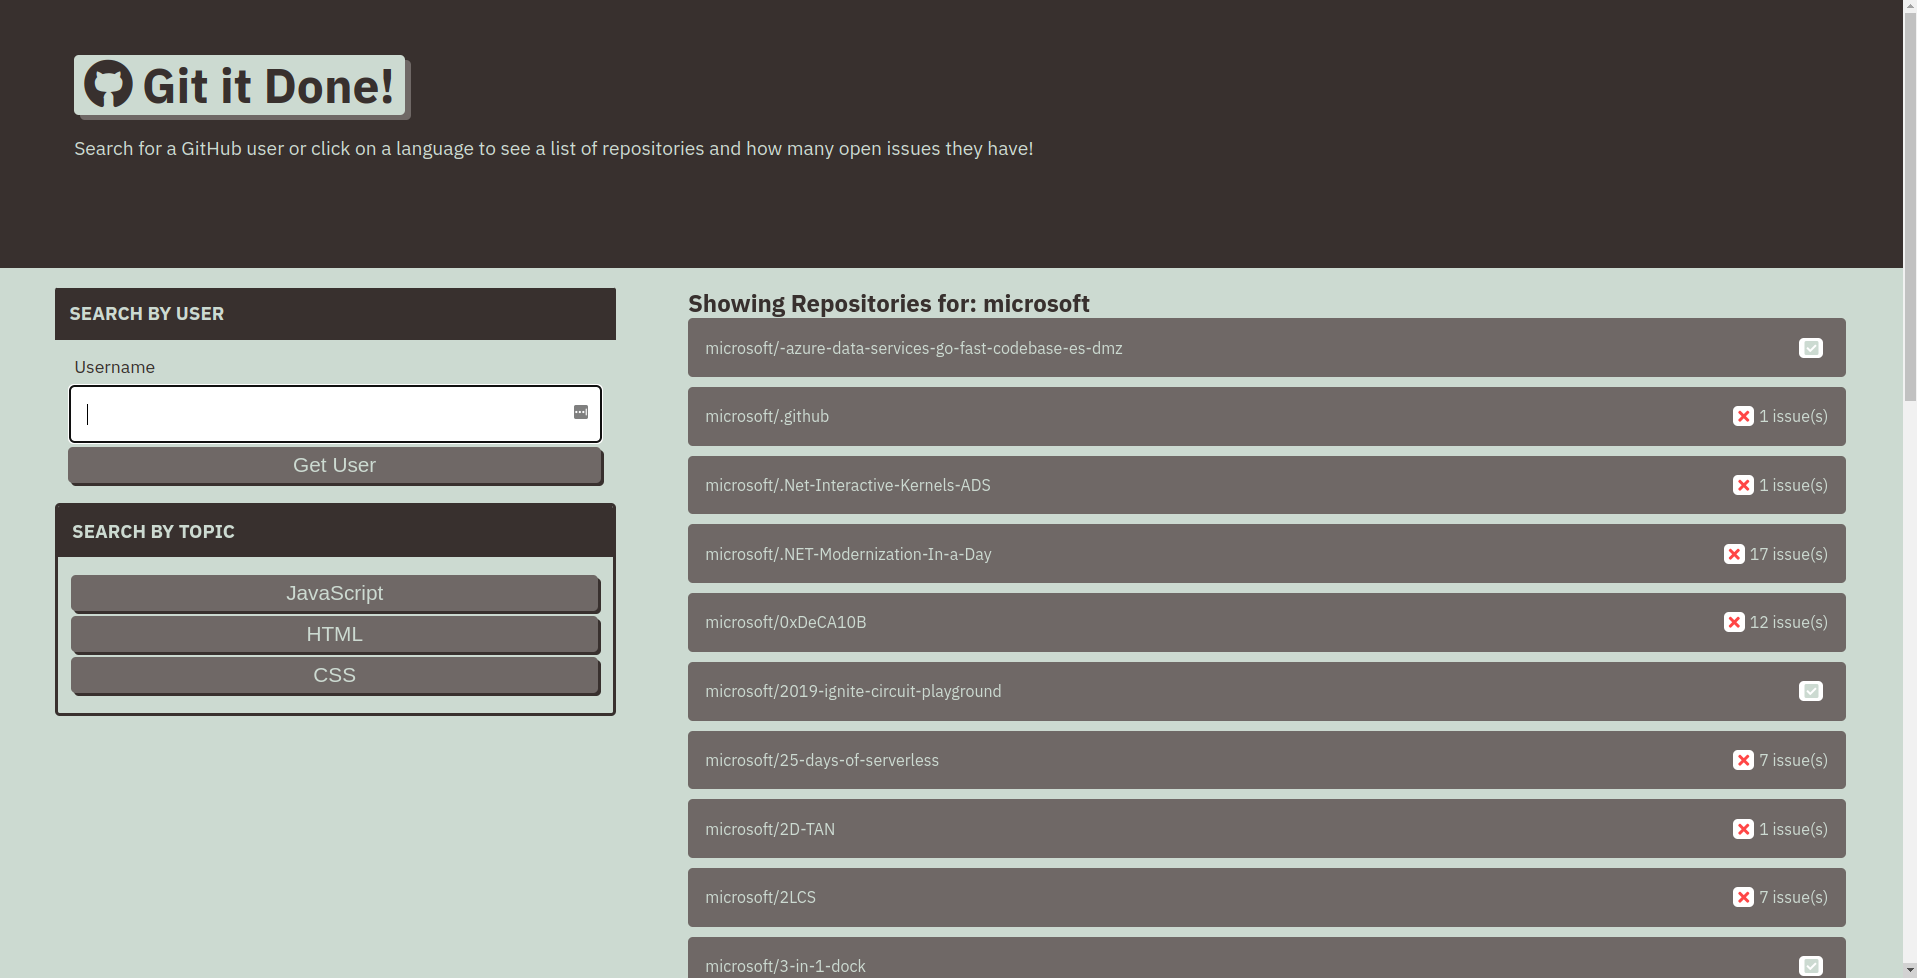 Git it Done!
Search for a GitHub user or click on a language to see a list of repositories and how many open issues they have!
SEARCH BY USER
Username
Get User
SEARCH BY TOPIC
JavaScript
HTML
CSS
Showing Repositories for: microsoft
microsoft/-azure-data-services-go-fast-codebase-es-dmz
microsoft/.github 1 issue(s)
microsoft/.Net-Interactive-Kernels-ADS 1 issue(s)
microsoft/.NET-Modernization-In-a-Day 17 issue(s)
microsoft/0xDeCA10B 12 issue(s)
microsoft/2019-ignite-circuit-playground
microsoft/25-days-of-serverless 7 issue(s)
microsoft/2D-TAN 1 issue(s)
microsoft/2LCS 7 issue(s)
microsoft/3-in-1-dock